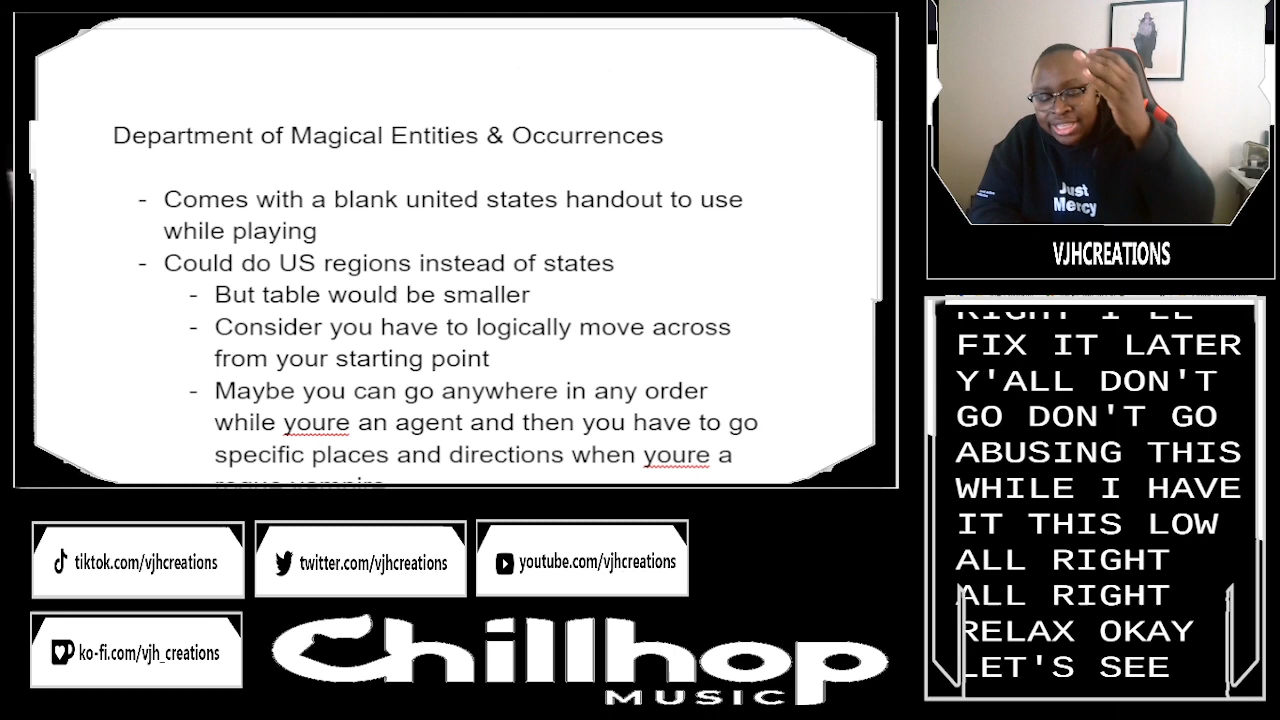 Department of Magical Entities & Occurrences
- Comes with a blank united states handout to use
while playing
- Could do US regions instead of states
- But table would be smaller
- Consider you have to logically move across
from your starting point
- Maybe you can go anywhere in any order
while youre an agent and then you have to go
specific places and directions when youre a
Just
Mercy
VJHCREATIONS
FIX IT LATER
Y'ALL DON'T
GO DON'T GO
ABUSING THIS
WHILE I HAVE
IT THIS LOW
ALL RIGHT
ALL RIGHT
RELAX OKAY
LET'S SEE
tiktok.com/vjhcreations
twitter.com/vjhcreations
youtube.com/vjhcreations
ko-fi.com/vjh_creations
Chillhop
MUSIC